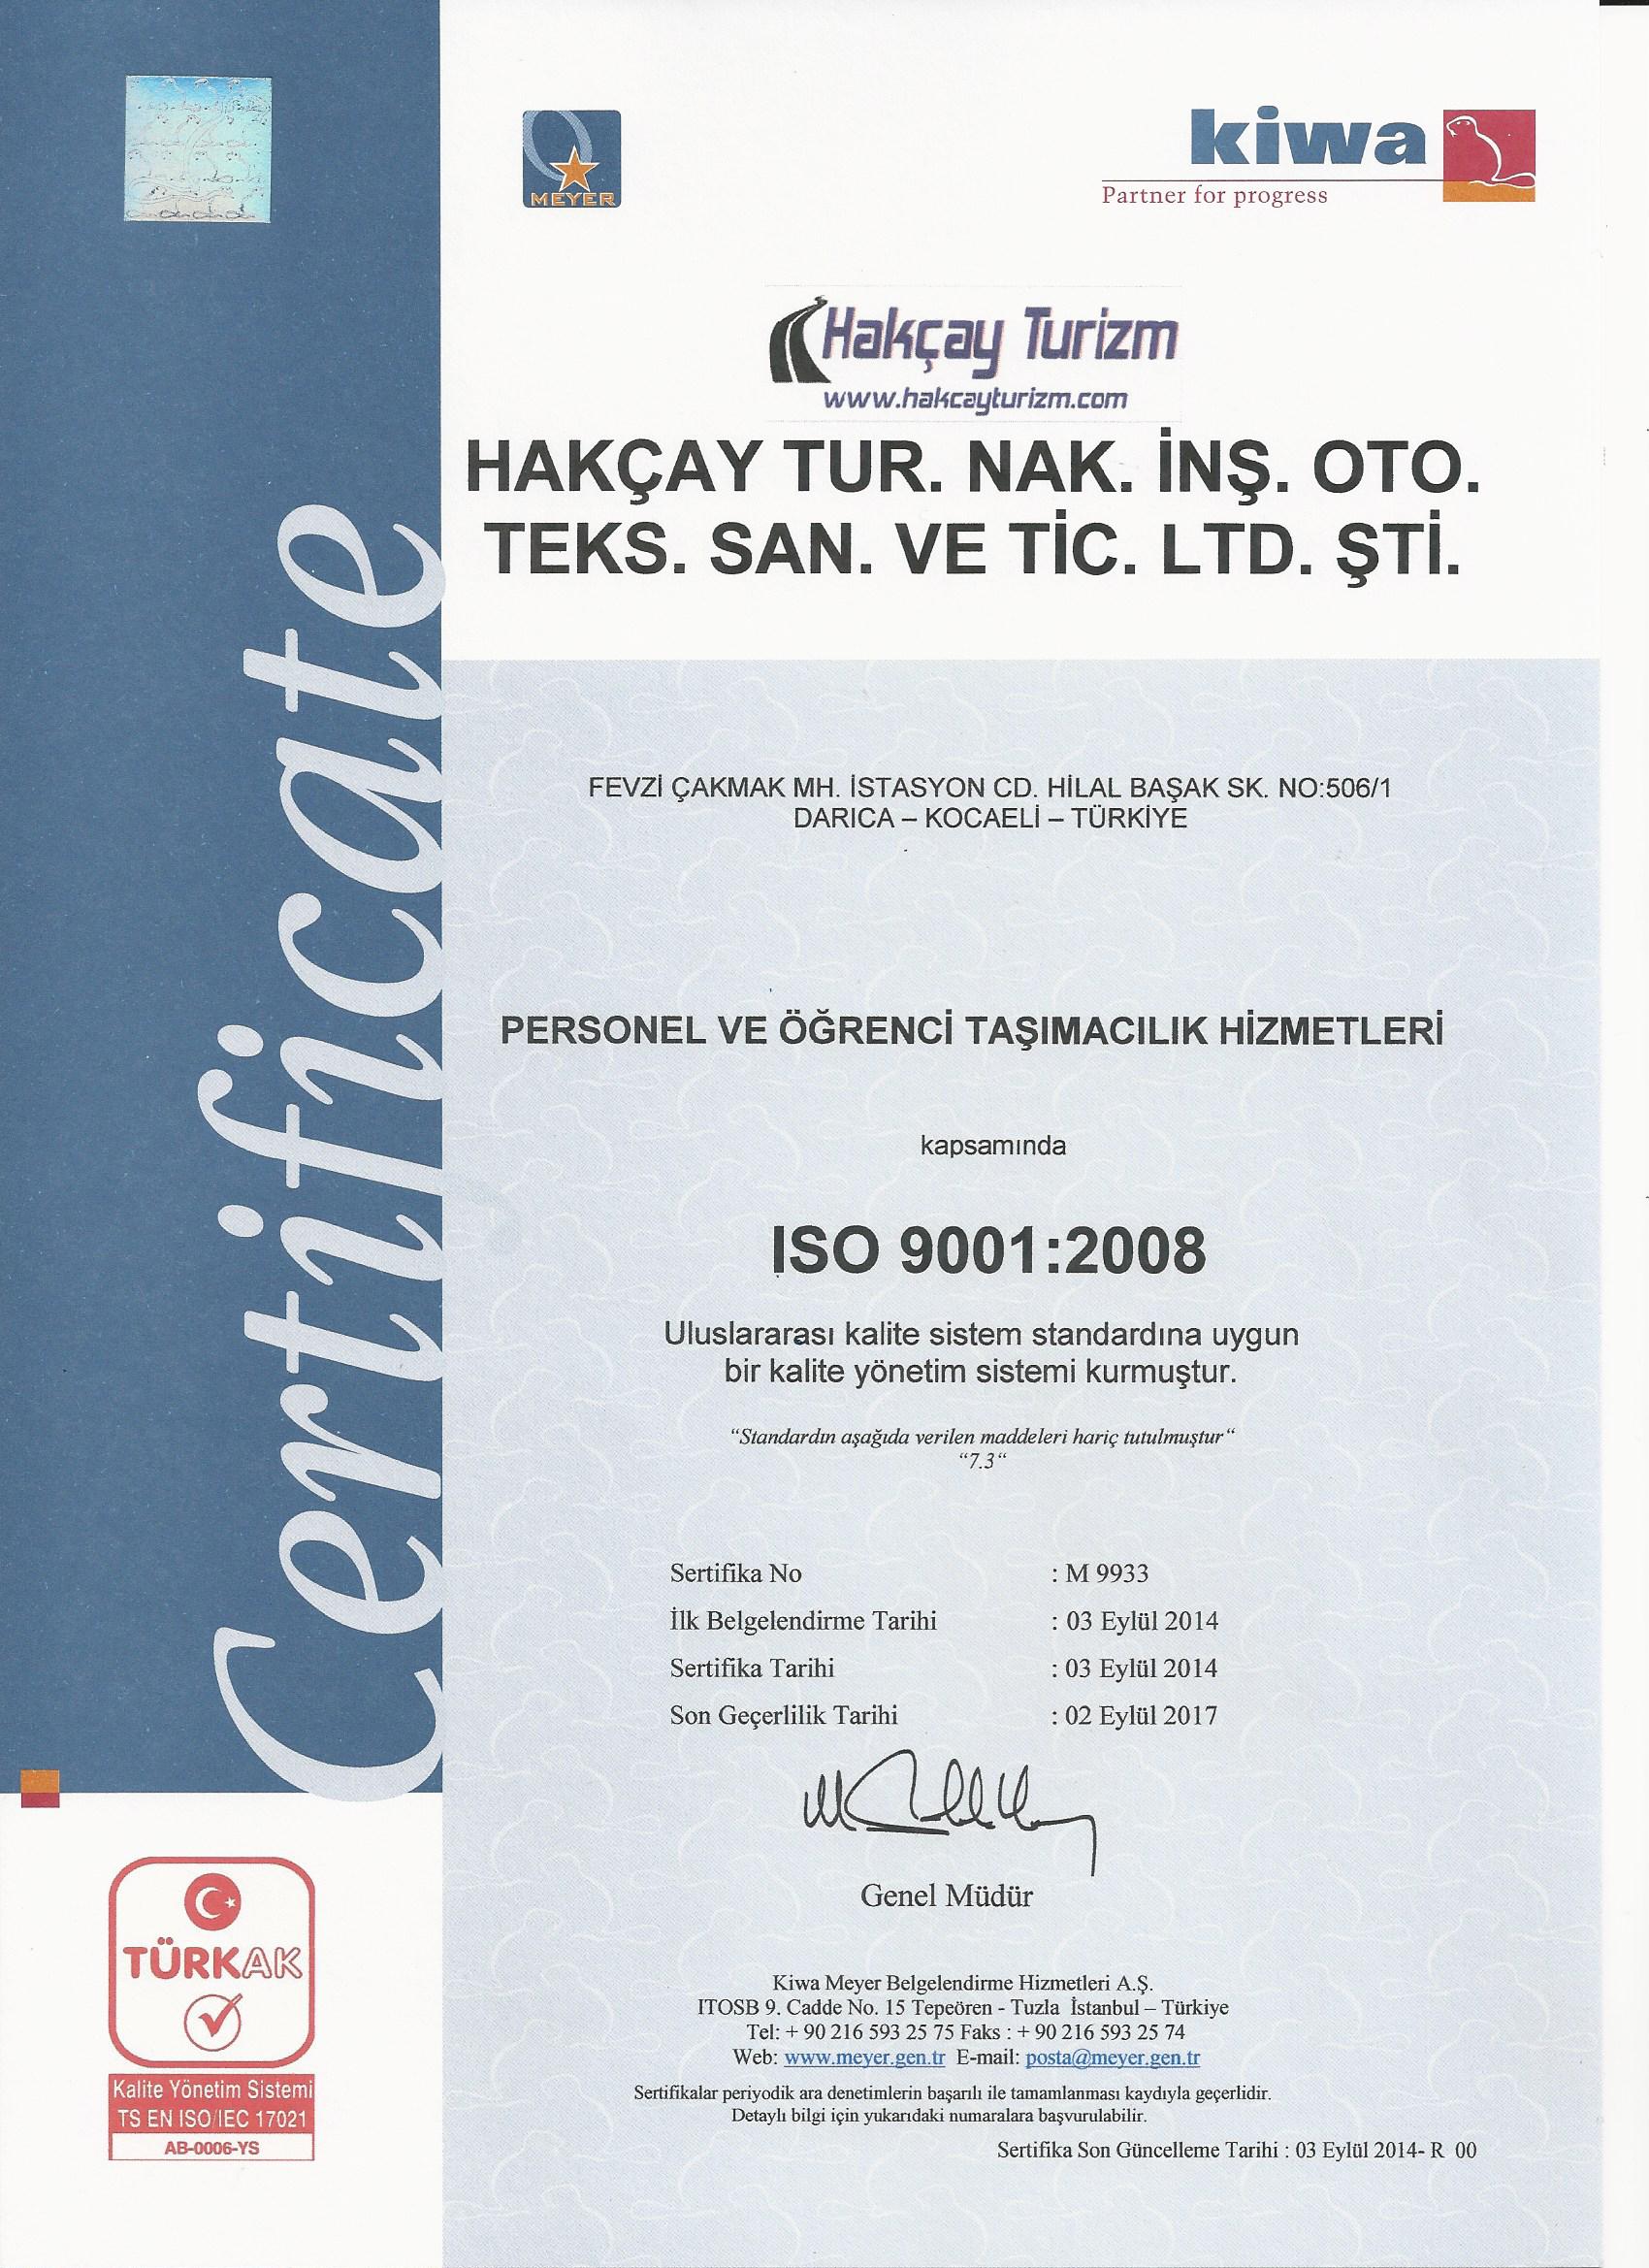 MEYER
kiwa
Partner for progress
Hakçay Turizm
www.hakcayturizm.com
HAKÇAY TUR. NAK. İNŞ. OTO.
TEKS. SAN. VE TİC. LTD. ŞTİ.
Certificate
FEVZİ ÇAKMAK MH. İSTASYON CD. HİLAL BAŞAK SK. NO:506/1
DARICA – KOCAELİ – TÜRKİYE
PERSONEL VE ÖĞRENCİ TAŞIMACILIK HİZMETLERİ
kapsamında
ISO 9001:2008
Uluslararası kalite sistem standardına uygun
bir kalite yönetim sistemi kurmuştur.
“Standardın aşağıda verilen maddeleri hariç tutulmuştur“
“7.3“
Sertifika No : M 9933
İlk Belgelendirme Tarihi : 03 Eylül 2014
Sertifika Tarihi : 03 Eylül 2014
Son Geçerlilik Tarihi : 02 Eylül 2017
Genel Müdür
TÜRKAK
Kalite Yönetim Sistemi
TS EN ISO/IEC 17021
AB-0006-YS
Kiwa Meyer Belgelendirme Hizmetleri A.Ş.
ITOSB 9. Cadde No. 15 Tepeören - Tuzla İstanbul – Türkiye
Tel: + 90 216 593 25 75 Faks : + 90 216 593 25 74
Web: www.meyer.gen.tr E-mail: posta@meyer.gen.tr
Sertifikalar periyodik ara denetimlerin başarılı ile tamamlanması kaydıyla geçerlidir.
Detaylı bilgi için yukarıdaki numaralara başvurulabilir.
Sertifika Son Güncelleme Tarihi : 03 Eylül 2014- R 00